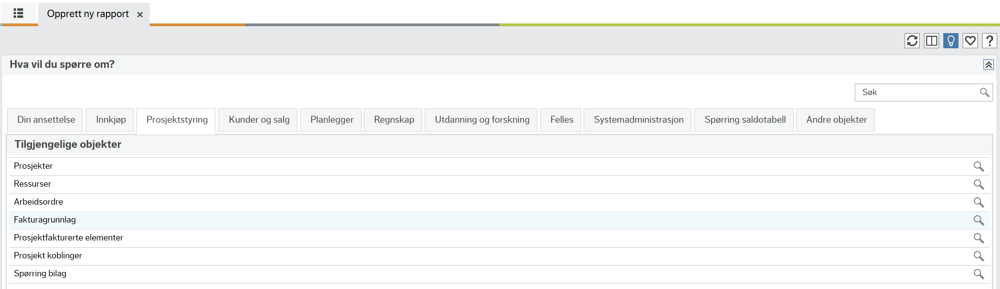 Opprett ny rapport
Hva vil du spørre om?
Søk
Din ansettelse Innkjøp Prosjektstyring Kunder og salg Planlegger Regnskap Utdanning og forskning Felles Systemadministrasjon Spørring saldotabell Andre objekter
Tilgjengelige objekter
Prosjekter
Ressurser
Arbeidsordre
Fakturagrunnlag
Prosjektfakturerte elementer
Prosjekt koblinger
Spørring bilag